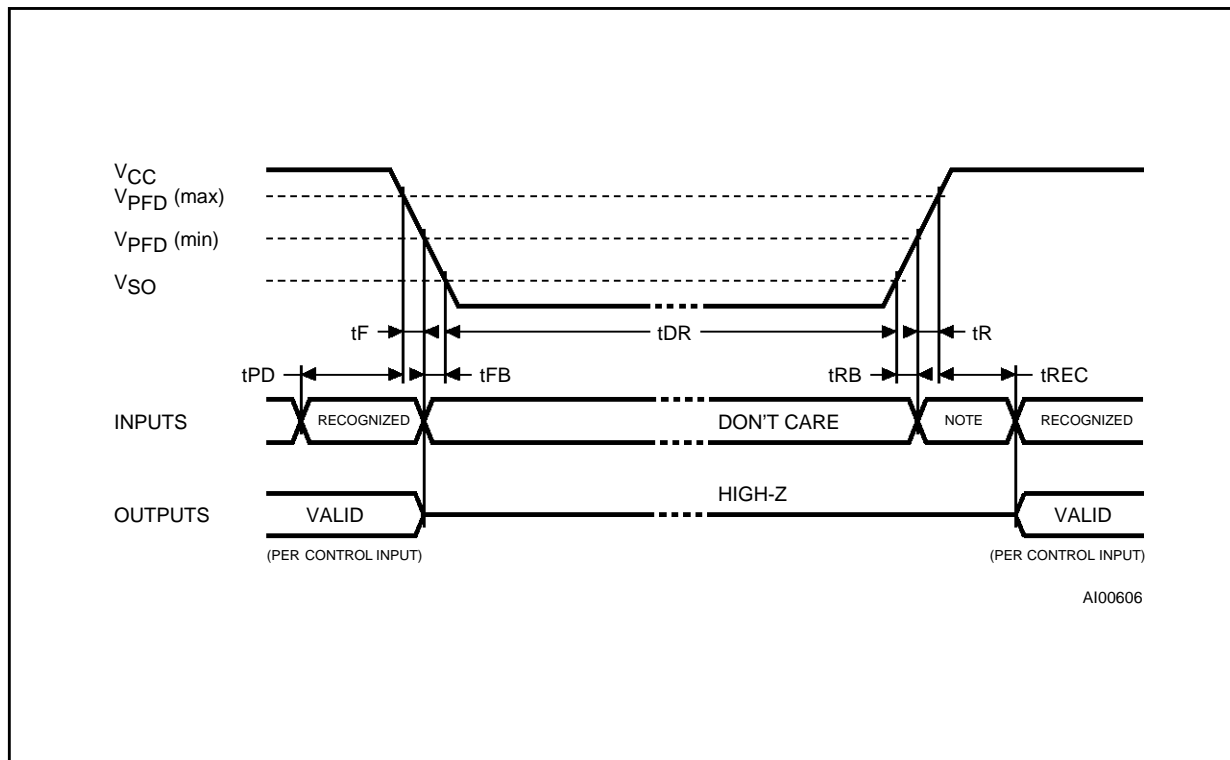 VCC
VPFD (max)
VPFD (min)
VSO
tF
tDR
tR
tPD
tFB
tRB
tREC
INPUTS
RECOGNIZED
DON'T CARE
NOTE
RECOGNIZED
HIGH-Z
OUTPUTS
VALID
VALID
(PER CONTROL INPUT)
(PER CONTROL INPUT)
AI00606